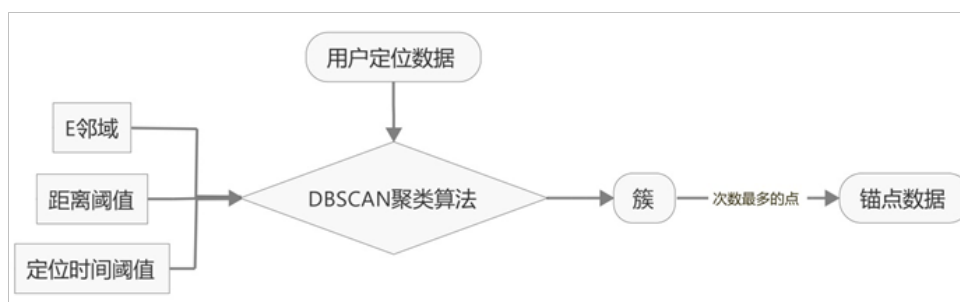 用户定位数据
E邻域
距离阈值
定位时间阈值
DBSCAN聚类算法
簇
次数最多的点
锚点数据